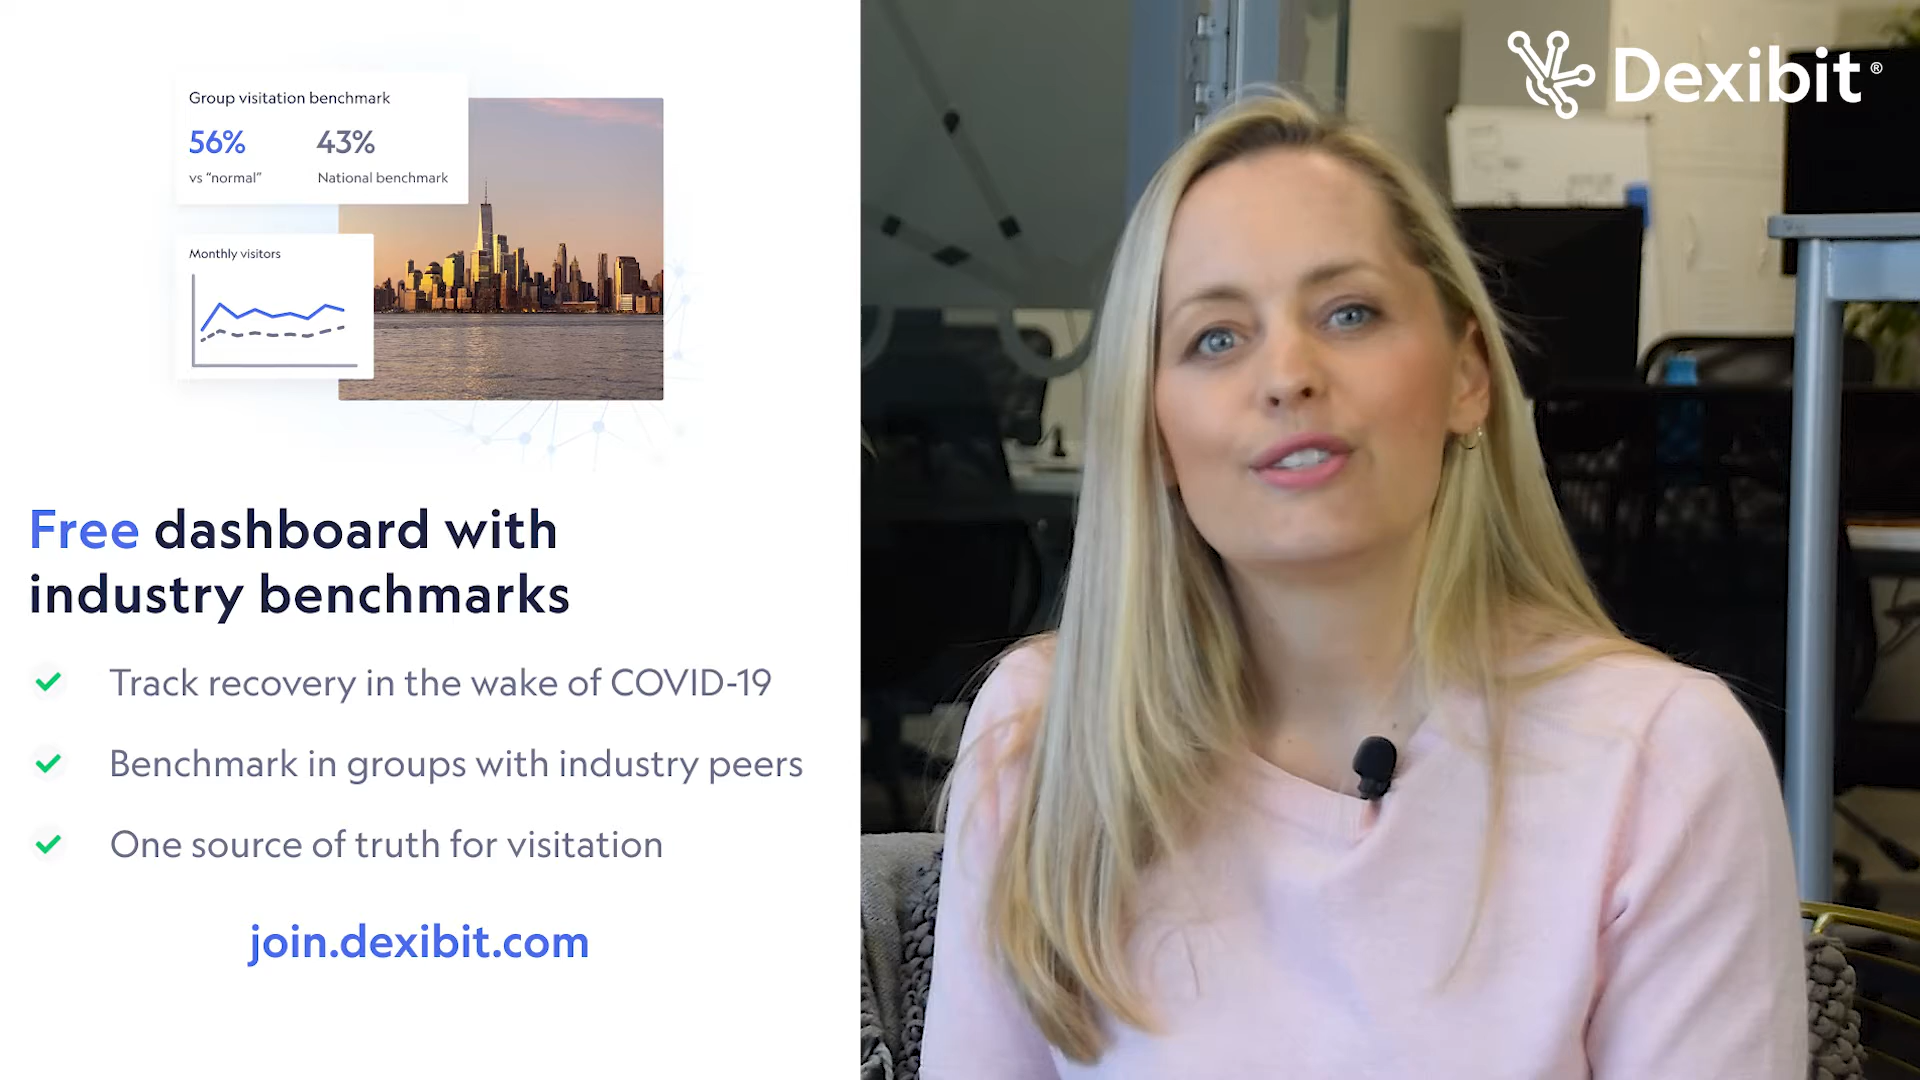 Group visitation benchmark
56% 43%
vs “normal” National benchmark
Monthly visitors
Free dashboard with
industry benchmarks
Track recovery in the wake of COVID-19
Benchmark in groups with industry peers
One source of truth for visitation
join.dexibit.com
Dexibit®